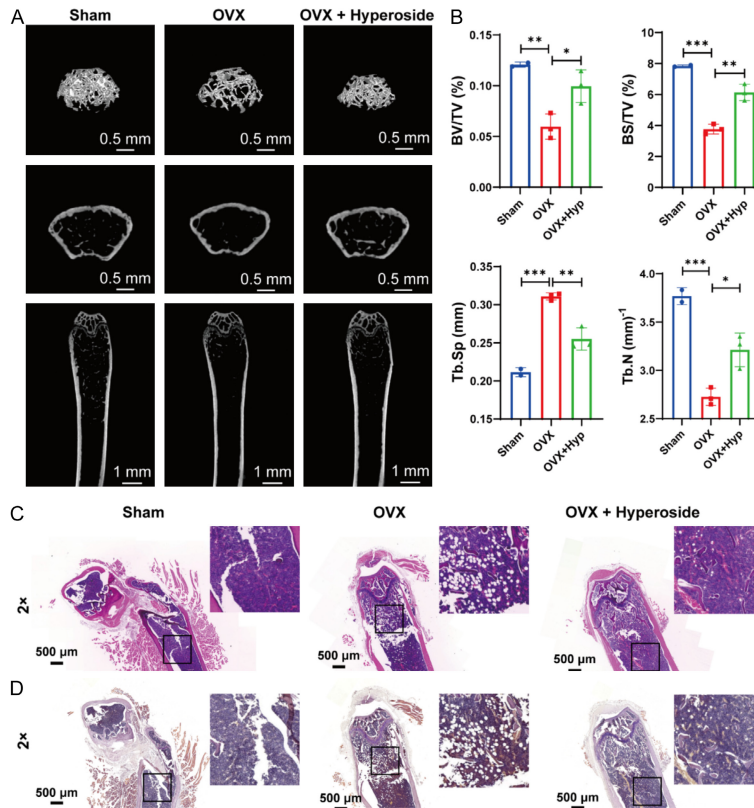 A
Sham
OVX
OVX + Hyperoside
0.5 mm
0.5 mm
0.5 mm
0.5 mm
0.5 mm
0.5 mm
1 mm
1 mm
1 mm
B
BV/TV (%)
0.15
0.10
0.05
0.00
**
*
Sham
OVX
OVX+Hyp
BS/TV (%)
10
8
6
4
2
0
***
**
Sham
OVX
OVX+Hyp
Tb.Sp (mm)
0.35
0.30
0.25
0.20
0.15
***
**
Sham
OVX
OVX+Hyp
Tb.N (mm)-1
4.0
3.5
3.0
2.5
***
*
Sham
OVX
OVX+Hyp
C
Sham
OVX
OVX + Hyperoside
2×
500 µm
500 µm
500 µm
D
2×
500 µm
500 µm
500 µm